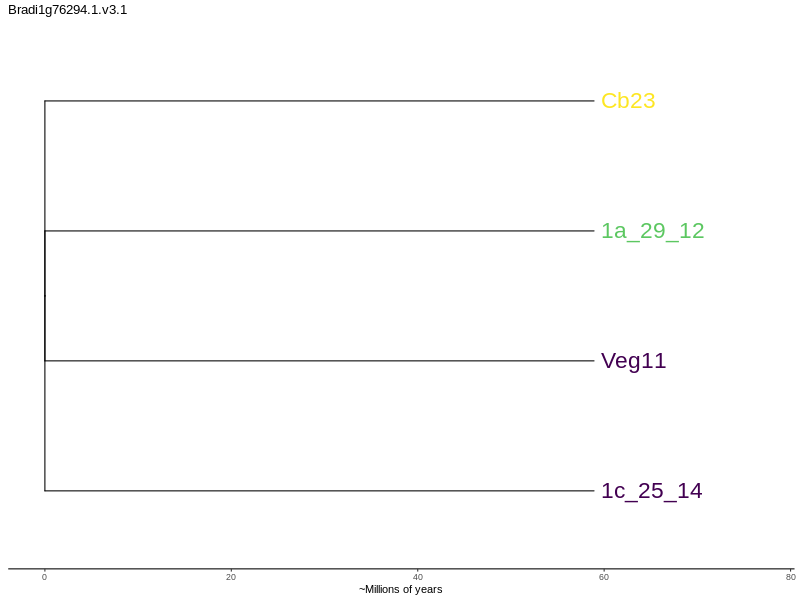 Bradi1g76294.1.v3.1
Cb23
1a_29_12
Veg11
1c_25_14
0 20 40 60 80
~Millions of years